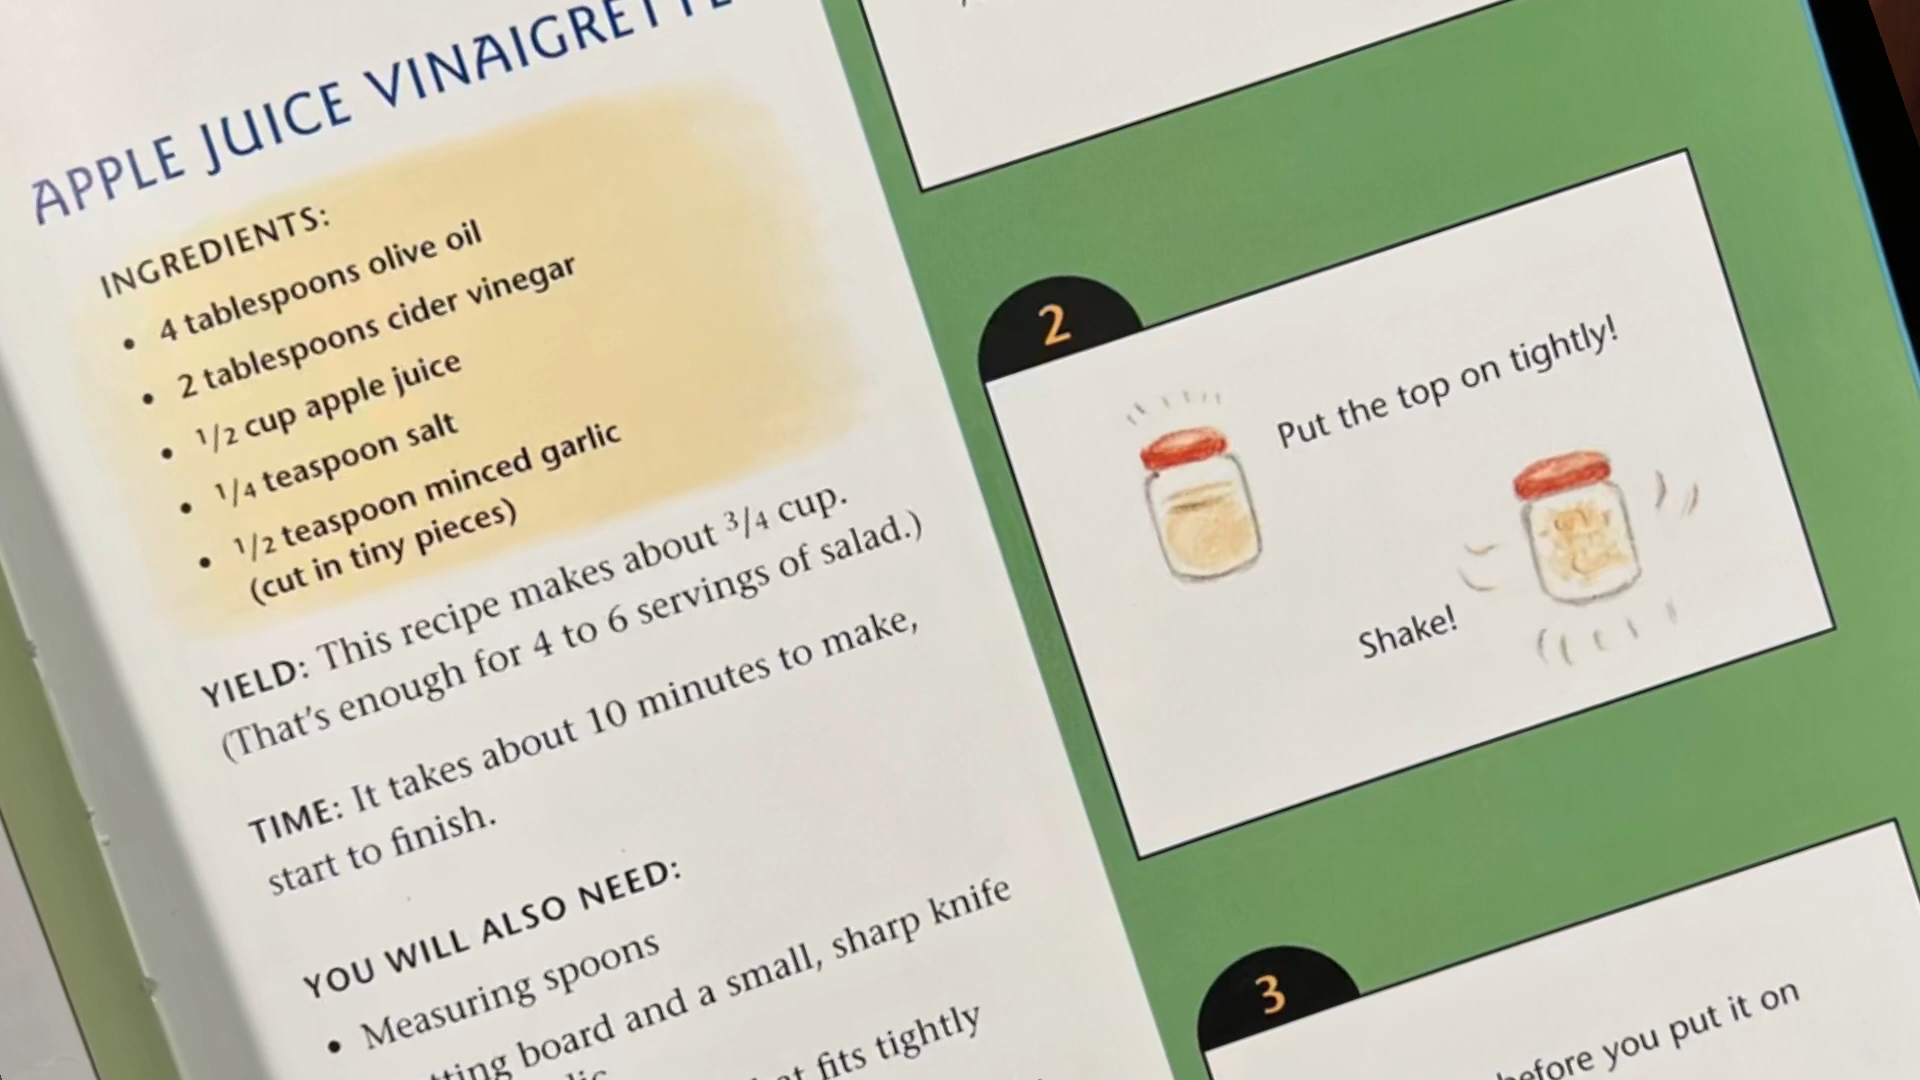 APPLE JUICE VINAIGRETTE
INGREDIENTS:
• 4 tablespoons olive oil
• 2 tablespoons cider vinegar
• 1/2 cup apple juice
• 1/4 teaspoon salt
• 1/2 teaspoon minced garlic
(cut in tiny pieces)
YIELD: This recipe makes about 3/4 cup.
(That's enough for 4 to 6 servings of salad.)
TIME: It takes about 10 minutes to make,
start to finish.
YOU WILL ALSO NEED:
• Measuring spoons
board and a small, sharp knife
fits tightly
2
Put the top on tightly!
Shake!
3
before you put it on